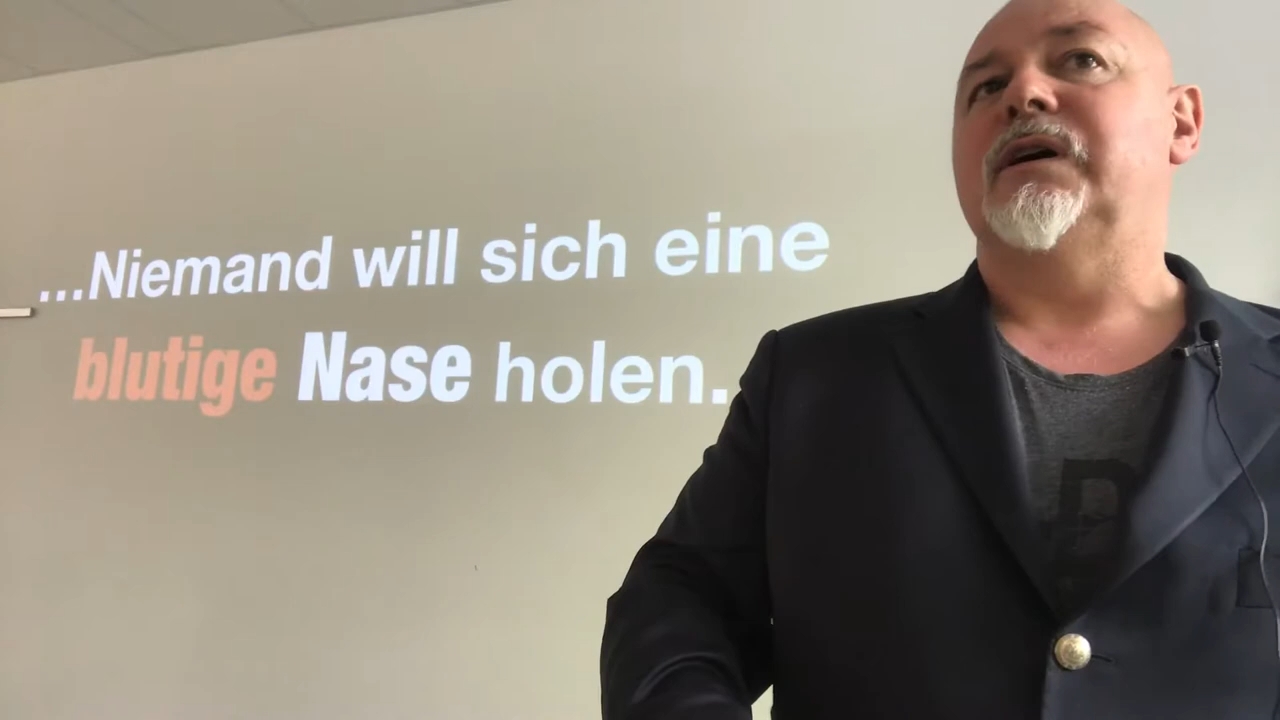 ...Niemand will sich eine
blutige Nase holen.